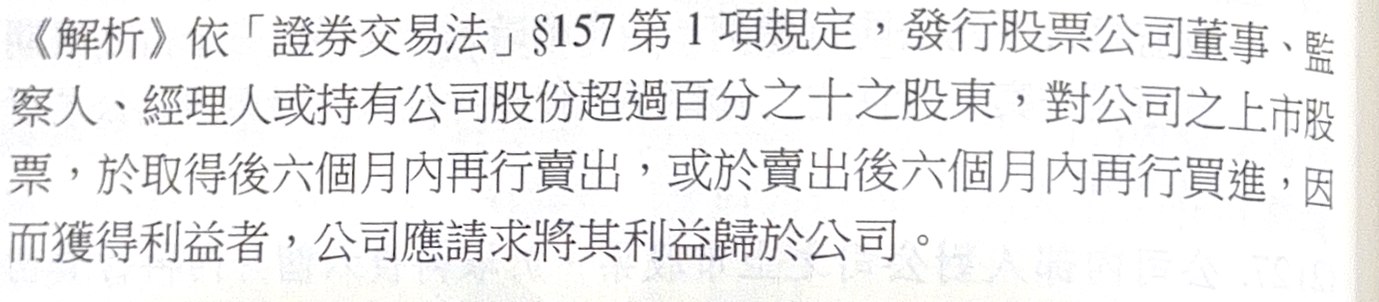 《解析》依「證券交易法」§157 第 1 項規定，發行股票公司董事、監
察人、經理人或持有公司股份超過百分之十之股東，對公司之上市股
票，於取得後六個月內再行賣出，或於賣出後六個月內再行買進，因
而獲得利益者，公司應請求將其利益歸於公司。